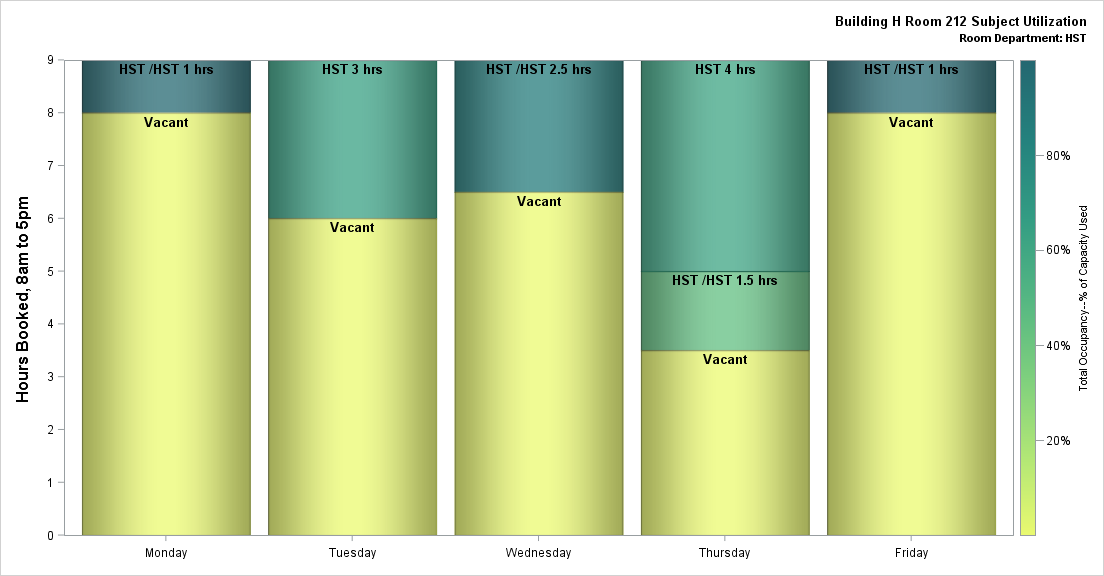 Building H Room 212 Subject Utilization
Room Department: HST
Hours Booked, 8am to 5pm
9
8
7
6
5
4
3
2
1
0
HST /HST 1 hrs
Vacant
HST 3 hrs
Vacant
HST /HST 2.5 hrs
Vacant
HST 4 hrs
HST /HST 1.5 hrs
Vacant
HST /HST 1 hrs
Vacant
Monday
Tuesday
Wednesday
Thursday
Friday
80%
60%
40%
20%
Total Occupancy--% of Capacity Used